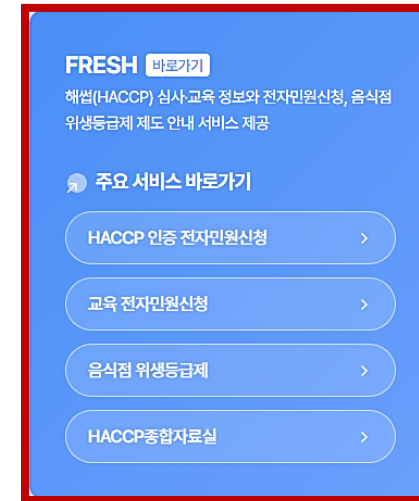 FRESH 바로가기
해썹(HACCP) 심사·교육 정보와 전자민원신청, 음식점
위생등급제 제도 안내 서비스 제공
주요 서비스 바로가기
HACCP 인증 전자민원신청
교육 전자민원신청
음식점 위생등급제
HACCP종합자료실